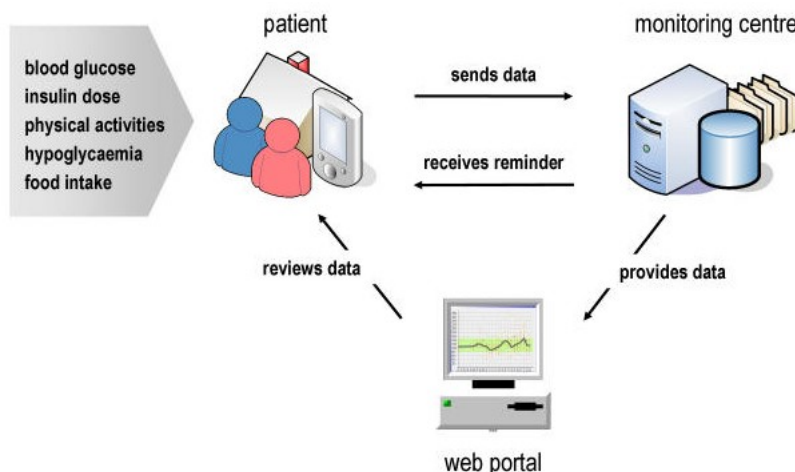 patient
monitoring centre
blood glucose
insulin dose
physical activities
hypoglycaemia
food intake
sends data
receives reminder
reviews data
provides data
web portal